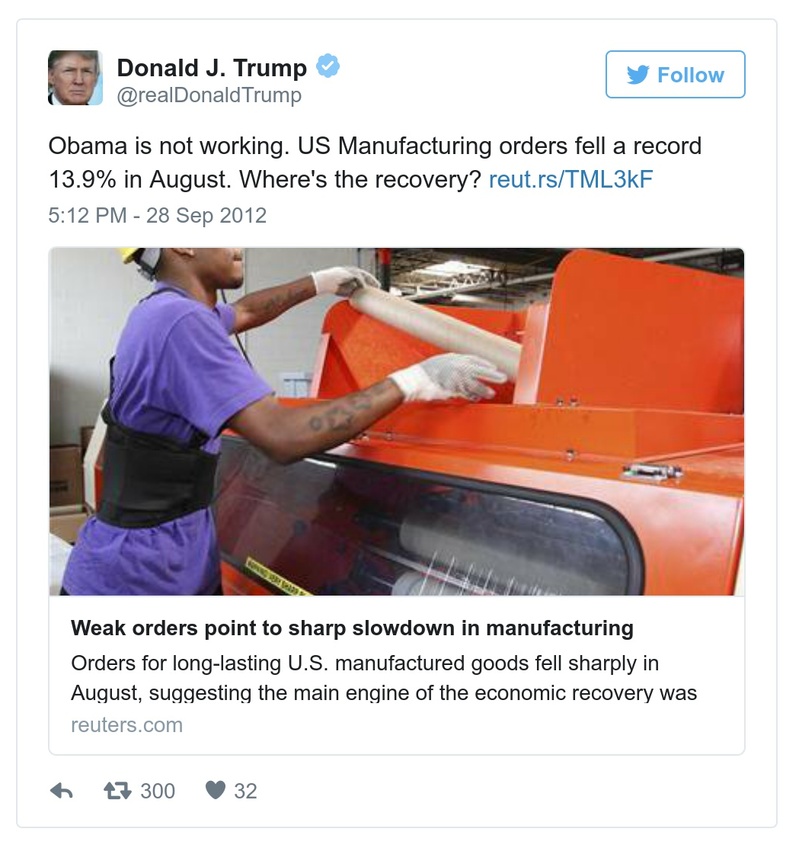 Donald J. Trump
@realDonaldTrump
Follow
Obama is not working. US Manufacturing orders fell a record
13.9% in August. Where's the recovery? reut.rs/TML3kF
5:12 PM - 28 Sep 2012
WARNING VERY SHARP
Weak orders point to sharp slowdown in manufacturing
Orders for long-lasting U.S. manufactured goods fell sharply in
August, suggesting the main engine of the economic recovery was
reuters.com
300
32